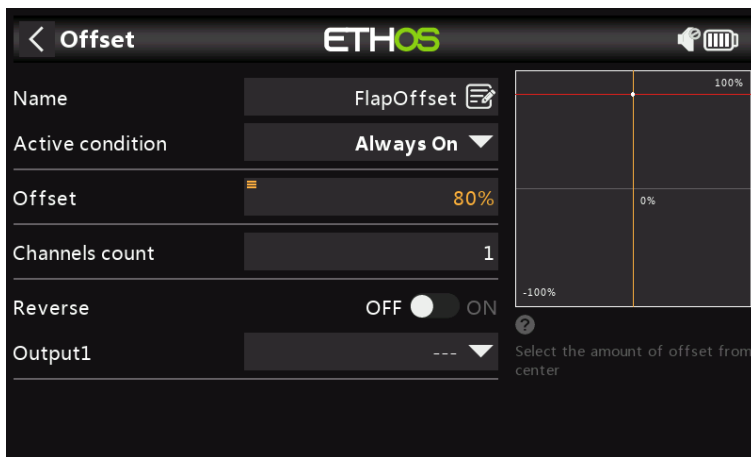 Offset
ETHOS
Name
FlapOffset
Active condition
Always On
Offset
80%
Channels count
1
Reverse
OFF ON
Output1
---
100%
0%
-100%
?
Select the amount of offset from
center